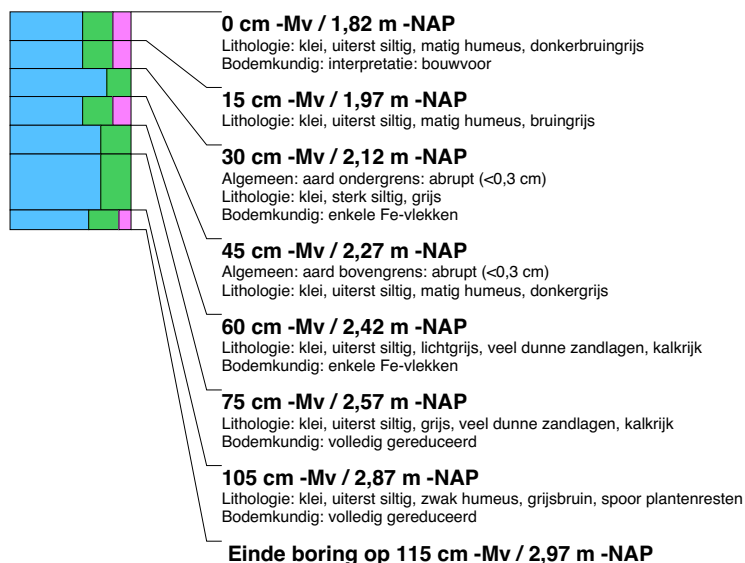 0 cm -Mv / 1,82 m -NAP
Lithologie: klei, uiterst siltig, matig humeus, donkerbruingrijs
Bodemkundig: interpretatie: bouwvoor
15 cm -Mv / 1,97 m -NAP
Lithologie: klei, uiterst siltig, matig humeus, bruingrijs
30 cm -Mv / 2,12 m -NAP
Algemeen: aard ondergrens: abrupt (<0,3 cm)
Lithologie: klei, sterk siltig, grijs
Bodemkundig: enkele Fe-vlekken
45 cm -Mv / 2,27 m -NAP
Algemeen: aard bovengrens: abrupt (<0,3 cm)
Lithologie: klei, uiterst siltig, matig humeus, donkergrijs
60 cm -Mv / 2,42 m -NAP
Lithologie: klei, uiterst siltig, lichtgrijs, veel dunne zandlagen, kalkrijk
Bodemkundig: enkele Fe-vlekken
75 cm -Mv / 2,57 m -NAP
Lithologie: klei, uiterst siltig, grijs, veel dunne zandlagen, kalkrijk
Bodemkundig: volledig gereduceerd
105 cm -Mv / 2,87 m -NAP
Lithologie: klei, uiterst siltig, zwak humeus, grijsbruin, spoor plantenresten
Bodemkundig: volledig gereduceerd
Einde boring op 115 cm -Mv / 2,97 m -NAP